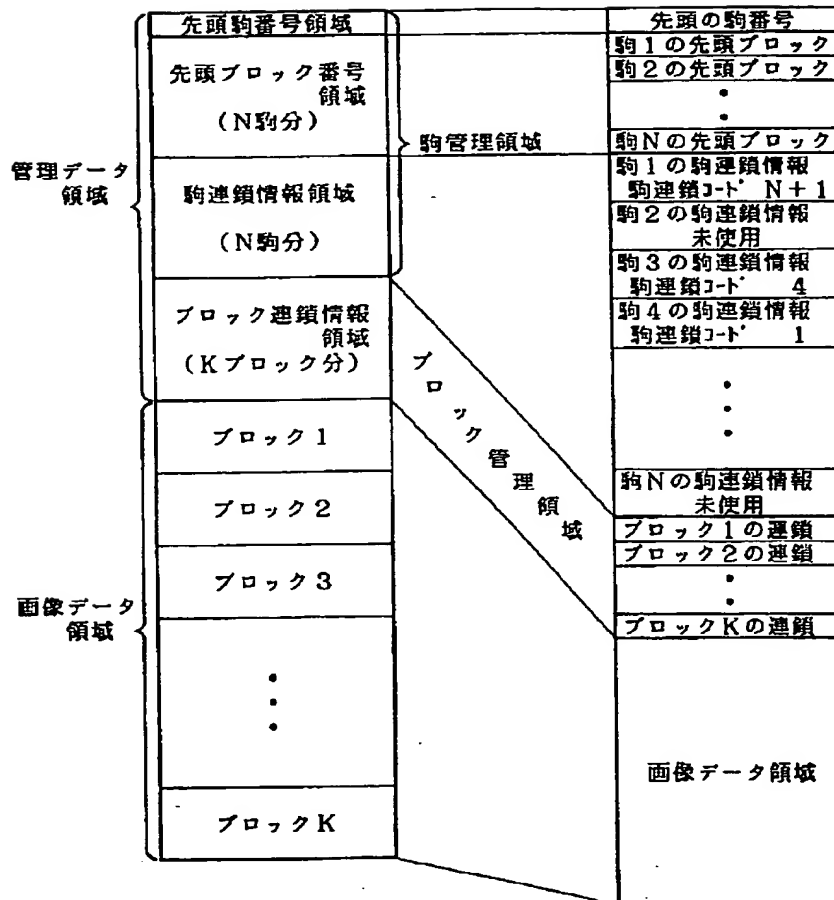 先頭駒番号領域
先頭ブロック番号
領域
(N駒分)
駒連鎖情報領域
(N駒分)
ブロック連鎖情報
領域
(Kブロック分)
ブロック1
ブロック2
ブロック3
ブロックK
管理データ
領域
画像データ
領域
駒管理領域
ブロック管理領域
先頭の駒番号
駒1の先頭ブロック
駒2の先頭ブロック
駒Nの先頭ブロック
駒1の駒連鎖情報
駒連鎖コード N+1
駒2の駒連鎖情報
未使用
駒3の駒連鎖情報
駒連鎖コード 4
駒4の駒連鎖情報
駒連鎖コード 1
駒Nの駒連鎖情報
未使用
ブロック1の連鎖
ブロック2の連鎖
ブロックKの連鎖
画像データ領域